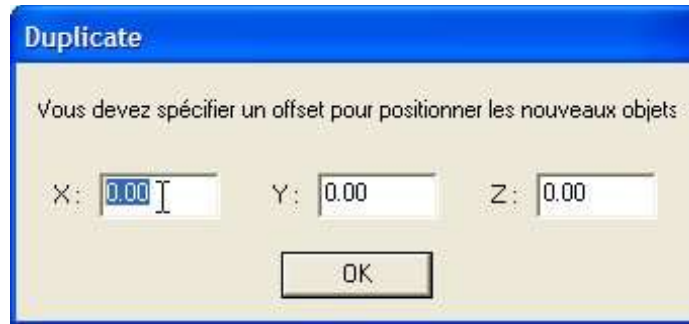 Duplicate
Vous devez spécifier un offset pour positionner les nouveaux objets
X: 0.00 Y: 0.00 Z: 0.00
OK